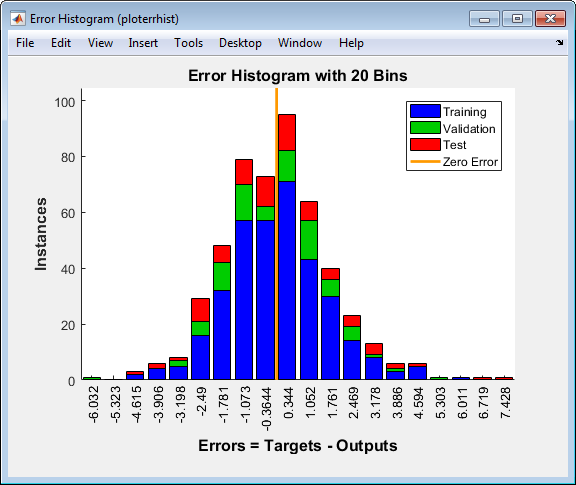 Error Histogram (ploterrhist)
File Edit View Insert Tools Desktop Window Help
Error Histogram with 20 Bins
Training
Validation
Test
Zero Error
Instances
100
80
60
40
20
0
-6.032
-5.323
-4.615
-3.906
-3.198
-2.49
-1.781
-1.073
-0.3644
0.344
1.052
1.761
2.469
3.178
3.886
4.594
5.303
6.011
6.719
7.428
Errors = Targets - Outputs